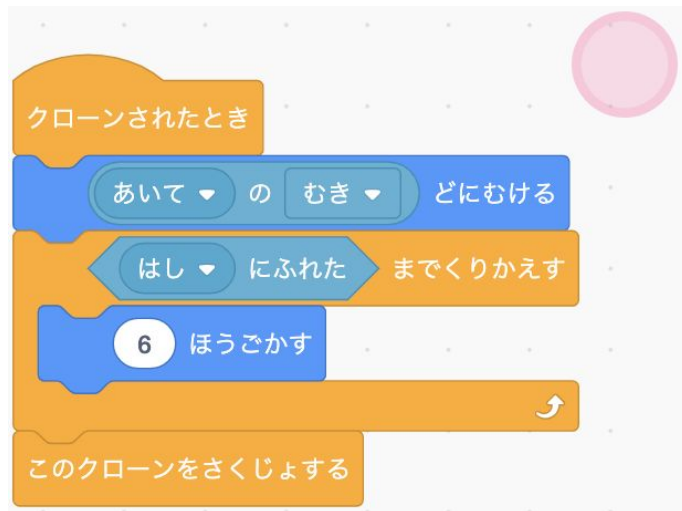 クローンされたとき
あいて の むき どにむける
はし にふれた までくりかえす
6 ほうごかす
このクローンをさくじょする